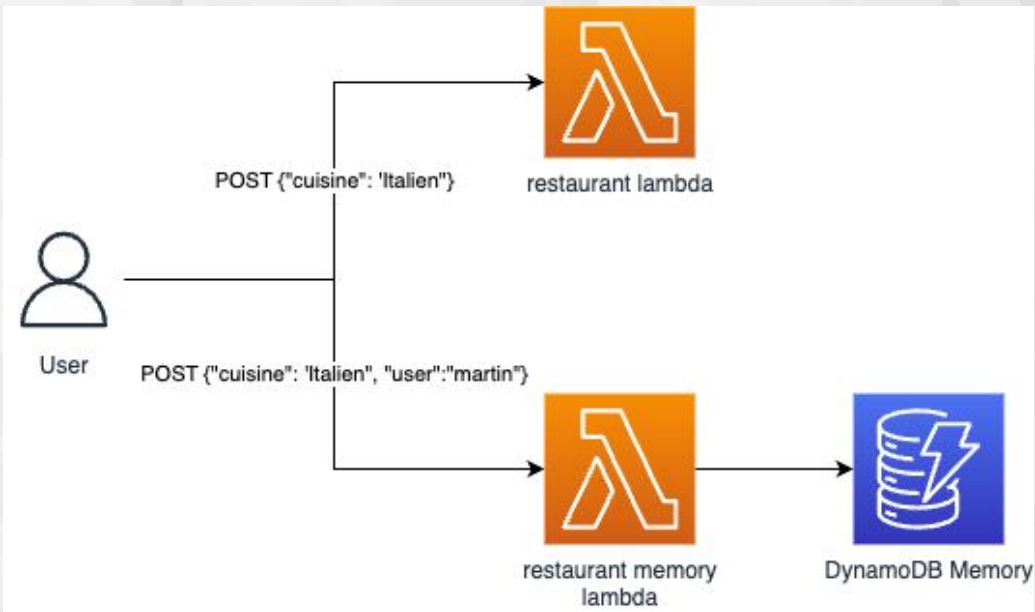 restaurant lambda
POST {"cuisine": 'Italien"}
User
POST {"cuisine": 'Italien", "user":"martin"}
restaurant memory
lambda
DynamoDB Memory